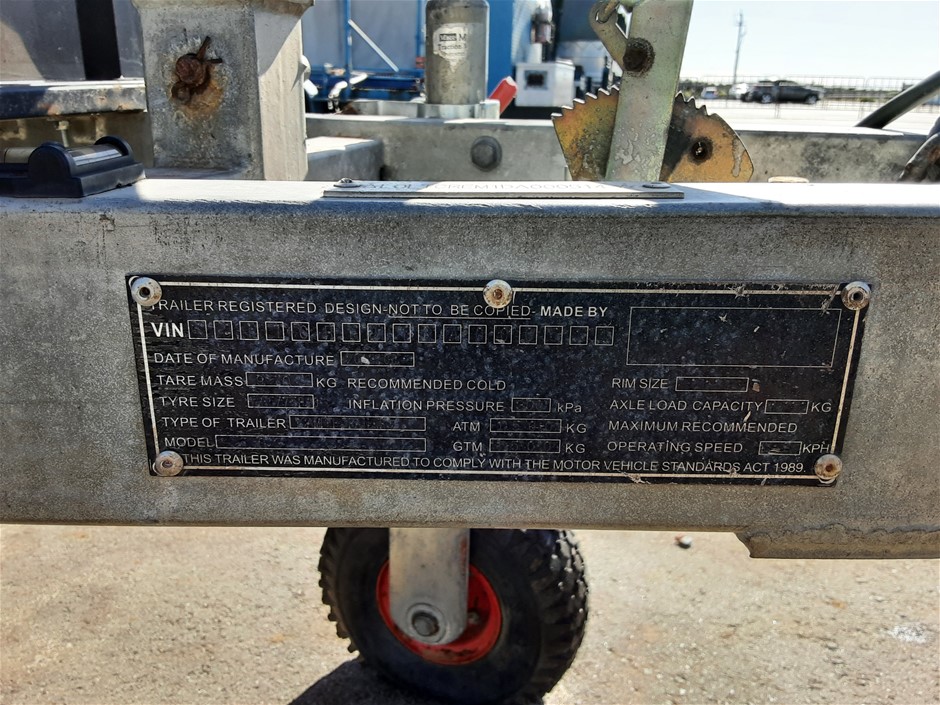 TRAILER REGISTERED DESIGN-NOT TO BE COPIED- MADE BY
VIN
DATE OF MANUFACTURE
TARE MASS KG RECOMMENDED COLD RIM SIZE
TYRE SIZE INFLATION PRESSURE kPa AXLE LOAD CAPACITY KG
TYPE OF TRAILER ATM KG MAXIMUM RECOMMENDED
MODEL GTM KG OPERATING SPEED KPH
THIS TRAILER WAS MANUFACTURED TO COMPLY WITH THE MOTOR VEHICLE STANDARDS ACT 1989.